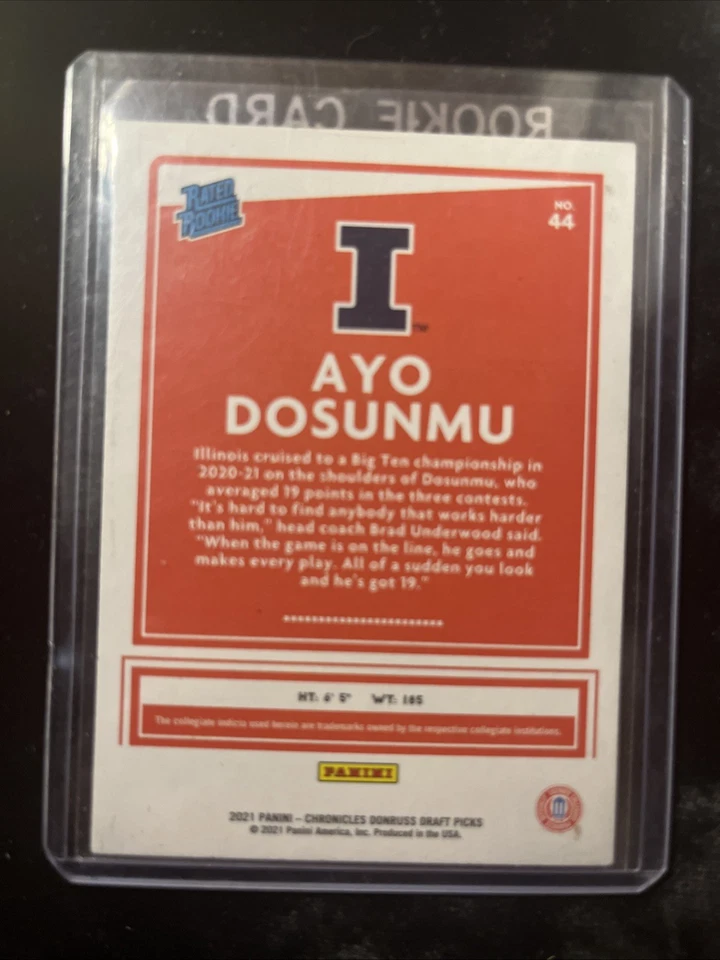 ROOKIE CARD
RATED
ROOKIE
NO.
44
I
TM
AYO
DOSUNMU
Illinois cruised to a Big Ten championship in
2020-21 on the shoulders of Dosunmu, who
averaged 19 points in the three contests.
"It's hard to find anybody that works harder
than him," head coach Brad Underwood said.
"When the game is on the line, he goes and
makes every play. All of a sudden you look
and he's got 19."
HT: 6' 5" WT: 185
The collegiate indicia used herein are trademarks owned by the respective collegiate institutions.
PANINI
2021 PANINI – CHRONICLES DONRUSS DRAFT PICKS
© 2021 Panini America, Inc. Produced in the USA.